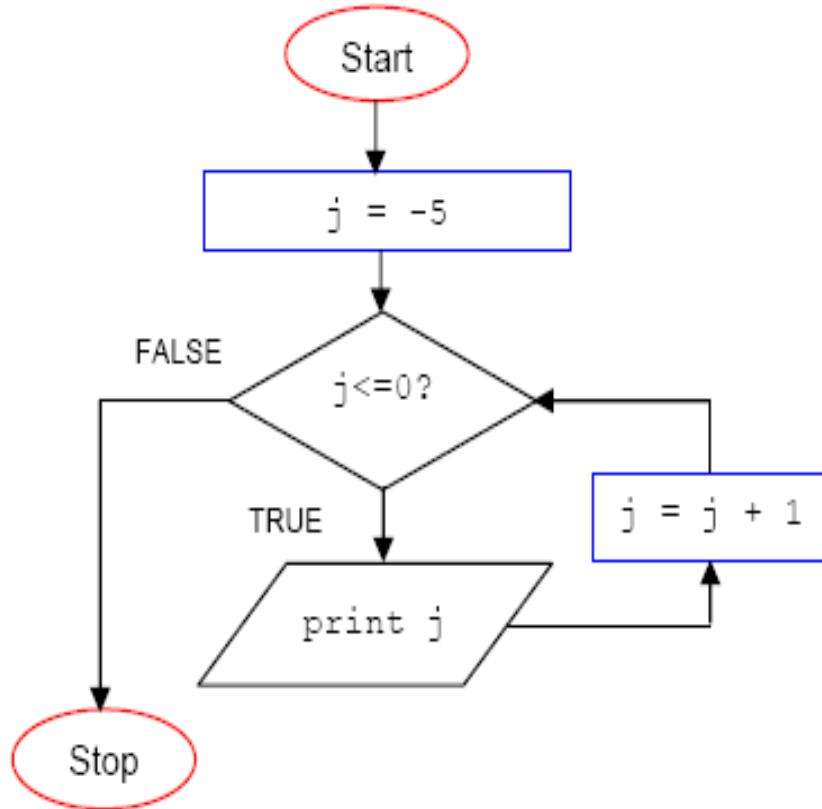 Start
j = -5
FALSE
j<=0?
TRUE
j = j + 1
print j
Stop